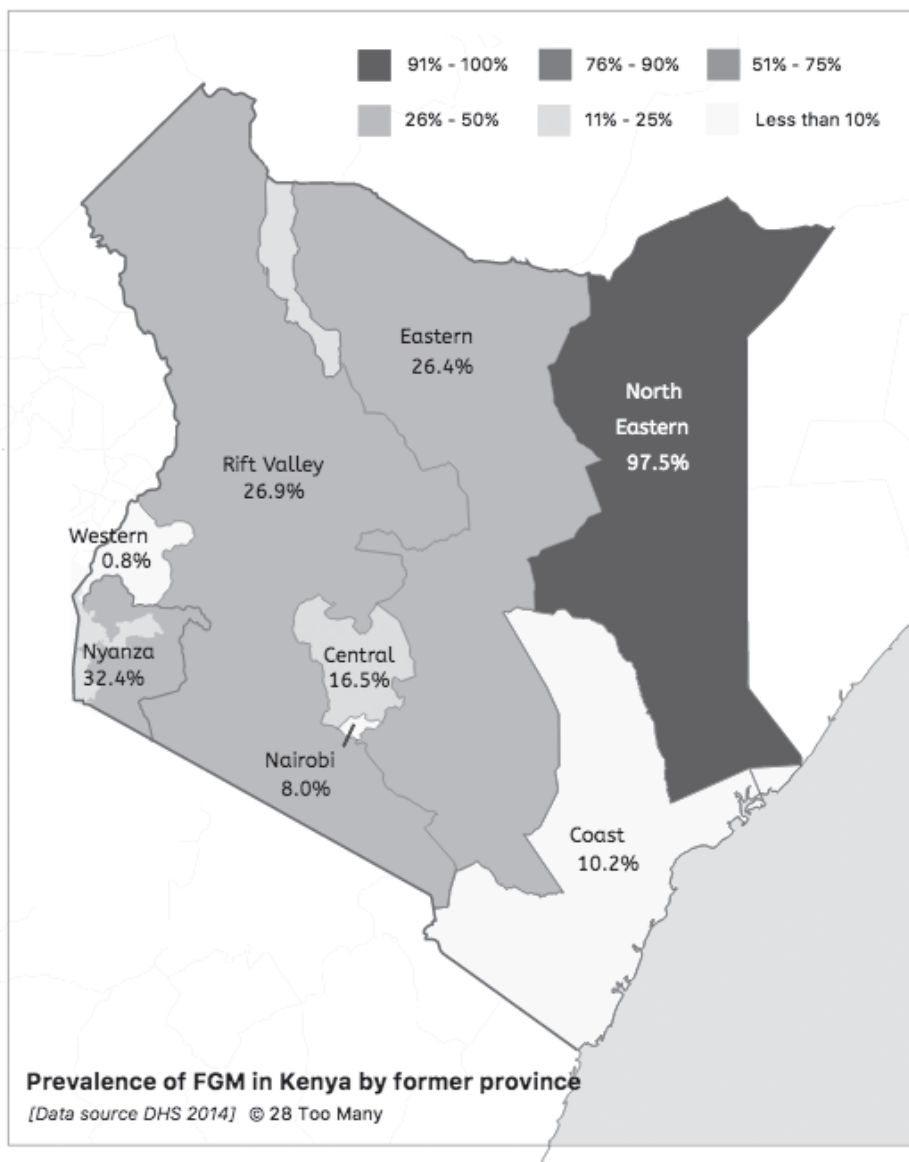 91% - 100%
76% - 90%
51% - 75%
26% - 50%
11% - 25%
Less than 10%
Eastern
26.4%
North
Eastern
97.5%
Rift Valley
26.9%
Western
0.8%
Nyanza
32.4%
Central
16.5%
Nairobi
8.0%
Coast
10.2%
Prevalence of FGM in Kenya by former province
[Data source DHS 2014] © 28 Too Many